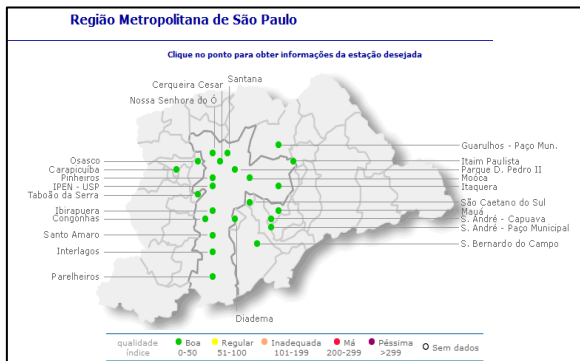 Região Metropolitana de São Paulo
Clique no ponto para obter informações da estação desejada
Santana
Cerqueira Cesar
Nossa Senhora do Ó
Guarulhos - Paço Mun.
Osasco
Itaim Paulista
Carapicuíba
Parque D. Pedro II
Pinheiros
Moóca
IPEN - USP
Itaquera
Taboão da Serra
São Caetano do Sul
Ibirapuera
Mauá
Congonhas
S. André - Capuava
S. André - Paço Municipal
Santo Amaro
S. Bernardo do Campo
Interlagos
Parelheiros
Diadema
qualidade Boa Regular Inadequada Má Péssima Sem dados
índice 0-50 51-100 101-199 200-299 >299